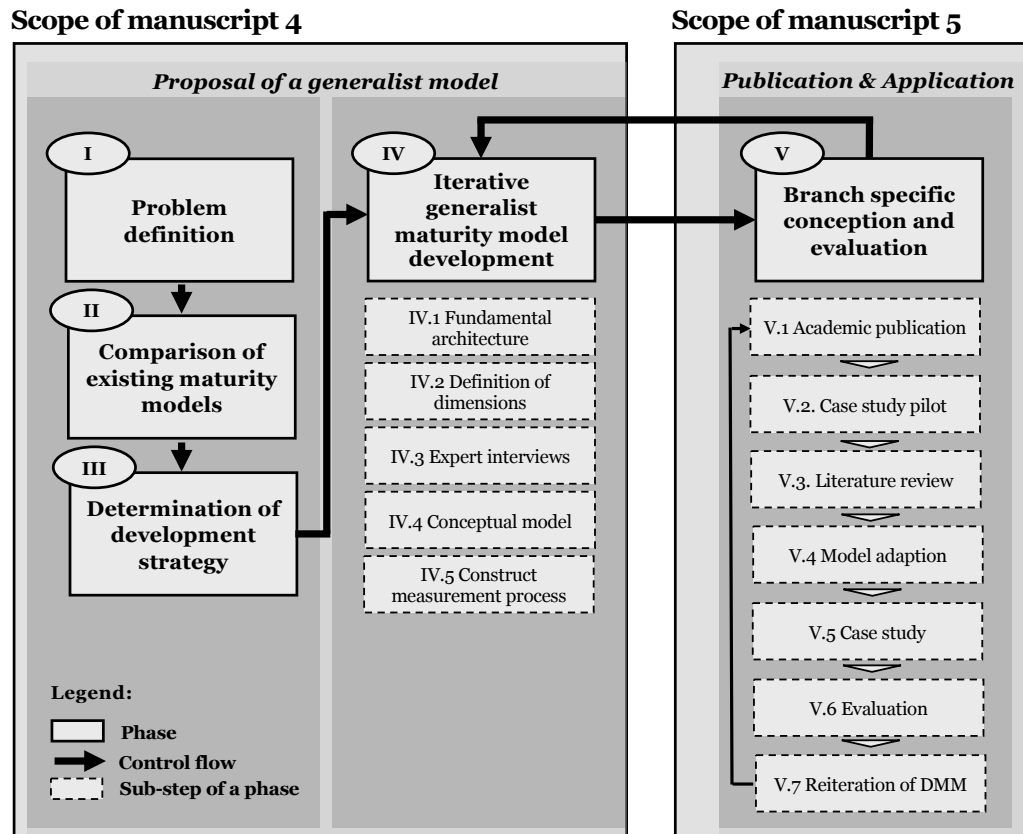 Scope of manuscript 4
Proposal of a generalist model
I
Problem
definition
II
Comparison of
existing maturity
models
III
Determination of
development
strategy
Legend:
Phase
Control flow
Sub-step of a phase
IV
Iterative
generalist
maturity model
development
IV.1 Fundamental
architecture
IV.2 Definition of
dimensions
IV.3 Expert interviews
IV.4 Conceptual model
IV.5 Construct
measurement process
Scope of manuscript 5
Publication & Application
V
Branch specific
conception and
evaluation
V.1 Academic publication
V.2. Case study pilot
V.3. Literature review
V.4 Model adaption
V.5 Case study
V.6 Evaluation
V.7 Reiteration of DMM